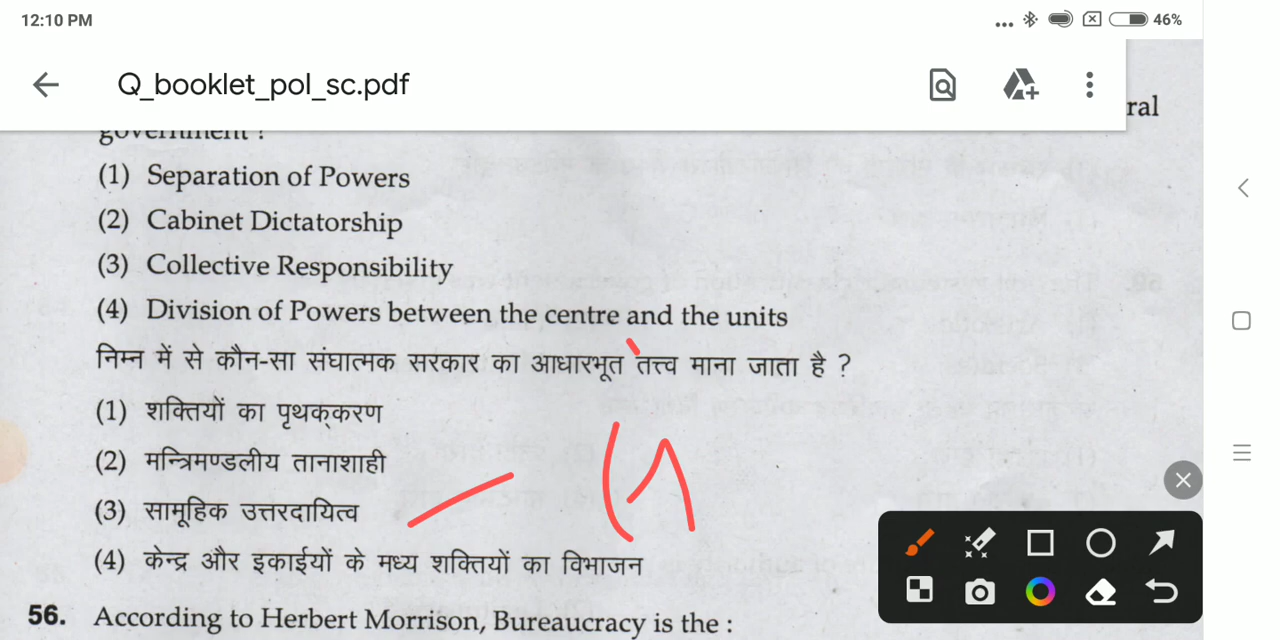 12:10 PM
46%
Q_booklet_pol_sc.pdf
ral
government ?
(1) Separation of Powers
(2) Cabinet Dictatorship
(3) Collective Responsibility
(4) Division of Powers between the centre and the units
निम्न में से कौन-सा संघात्मक सरकार का आधारभूत तत्त्व माना जाता है ?
(1) शक्तियों का पृथक्करण
(2) मन्त्रिमण्डलीय तानाशाही
(3) सामूहिक उत्तरदायित्व
(4) केन्द्र और इकाईयों के मध्य शक्तियों का विभाजन
56. According to Herbert Morrison, Bureaucracy is the :